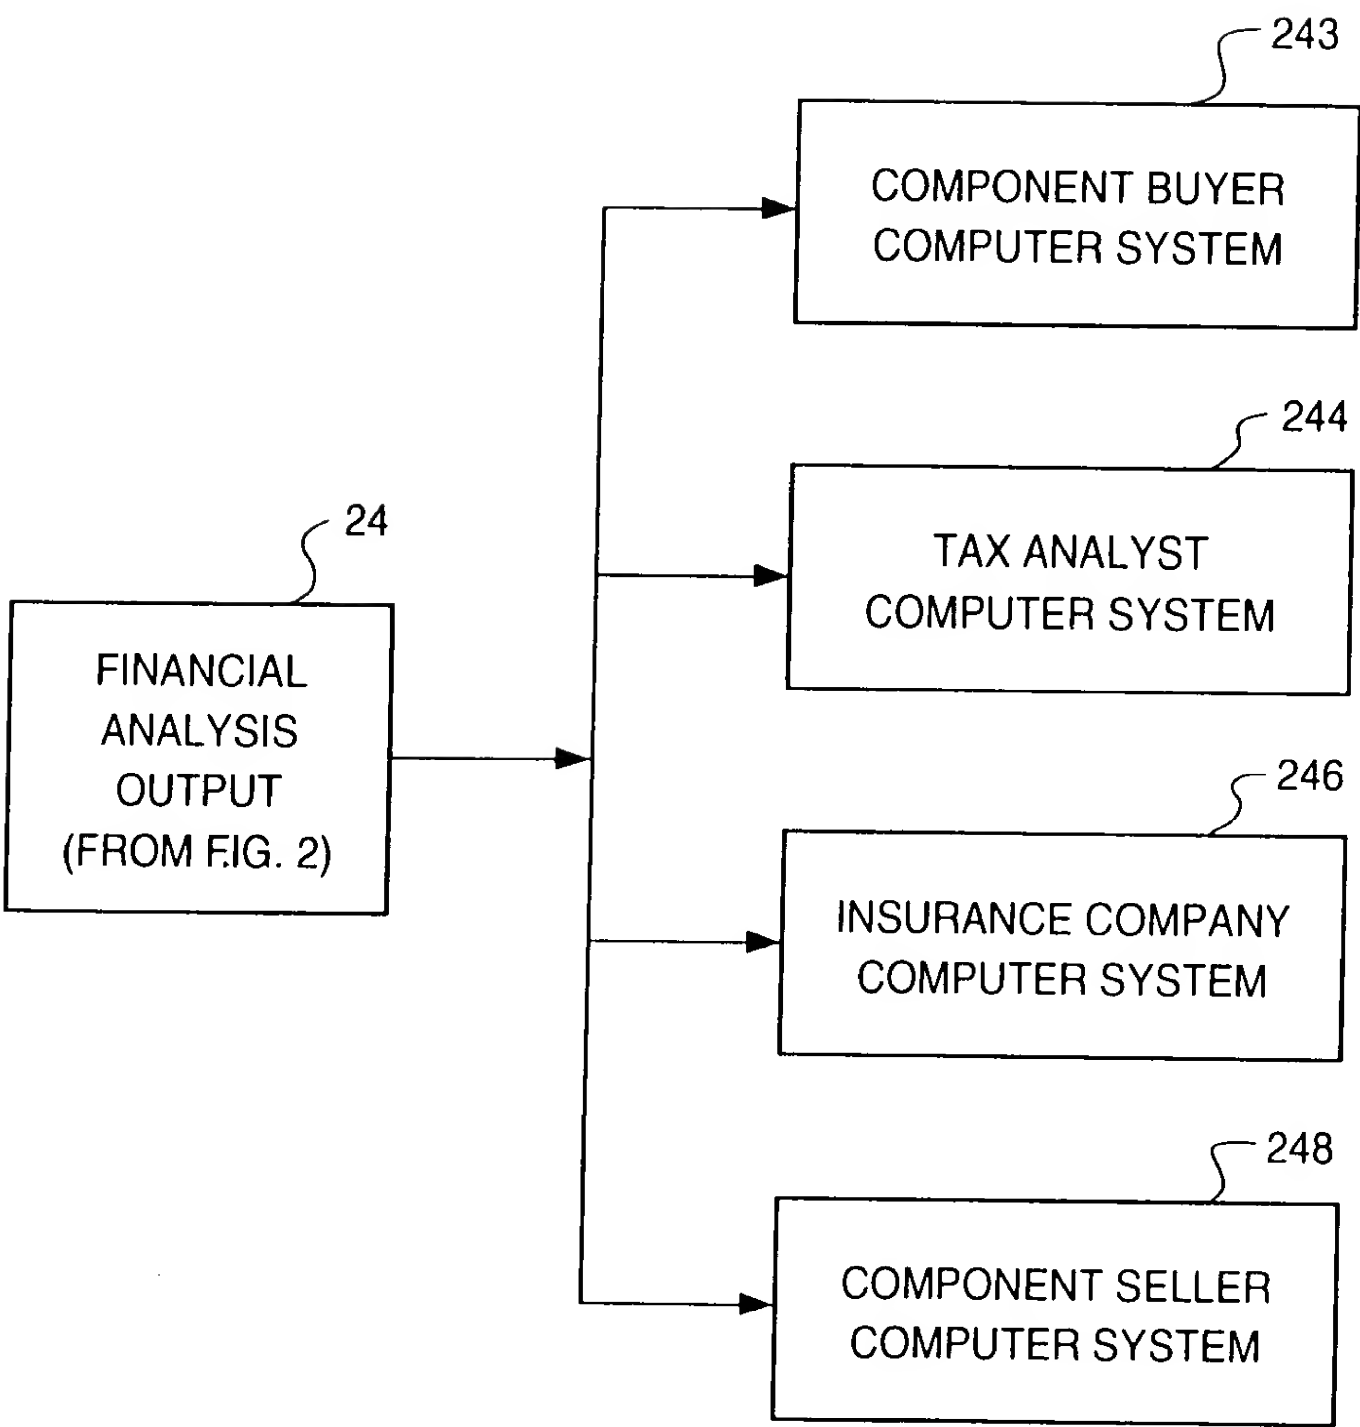 243
COMPONENT BUYER
COMPUTER SYSTEM
244
TAX ANALYST
COMPUTER SYSTEM
24
FINANCIAL
ANALYSIS
OUTPUT
(FROM FIG. 2)
246
INSURANCE COMPANY
COMPUTER SYSTEM
248
COMPONENT SELLER
COMPUTER SYSTEM